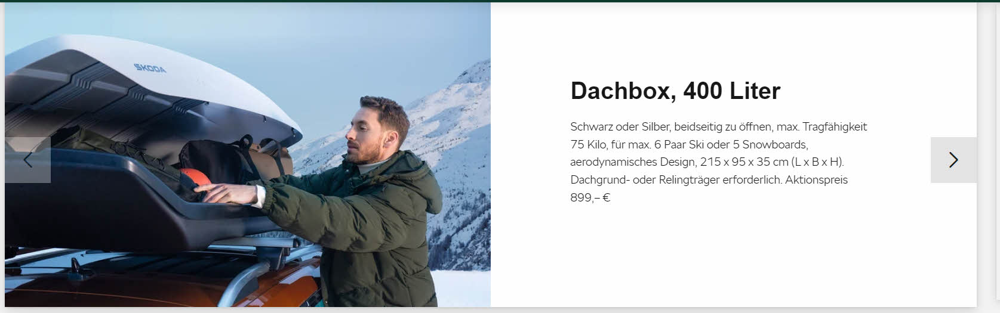 ŠKODA
Dachbox, 400 Liter
Schwarz oder Silber, beidseitig zu öffnen, max. Tragfähigkeit
75 Kilo, für max. 6 Paar Ski oder 5 Snowboards,
aerodynamisches Design, 215 x 95 x 35 cm (L x B x H).
Dachgrund- oder Relingträger erforderlich. Aktionspreis
899,– €